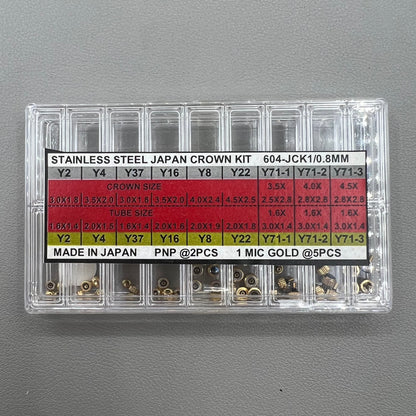 STAINLESS STEEL JAPAN CROWN KIT 604-JCK1/0.8MM
Y2 Y4 Y37 Y16 Y8 Y22 Y71-1 Y71-2 Y71-3
CROWN SIZE 3.5X 4.0X 4.5X
3.0X1.8 3.5X2.0 3.0X1.8 3.5X2.0 4.0X2.4 4.5X2.5 2.5X2.8 2.8X2.8 2.8X2.8
TUBE SIZE 1.6X 1.6X 1.6X
1.6X1.4 2.0X1.5 1.6X1.4 2.0X1.6 2.0X1.8 2.0X1.9 3.0X1.4 3.0X1.4 3.0X1.4
Y2 Y4 Y37 Y16 Y8 Y22 Y71-1 Y71-2 Y71-3
MADE IN JAPAN PNP @2PCS 1 MIC GOLD @5PCS